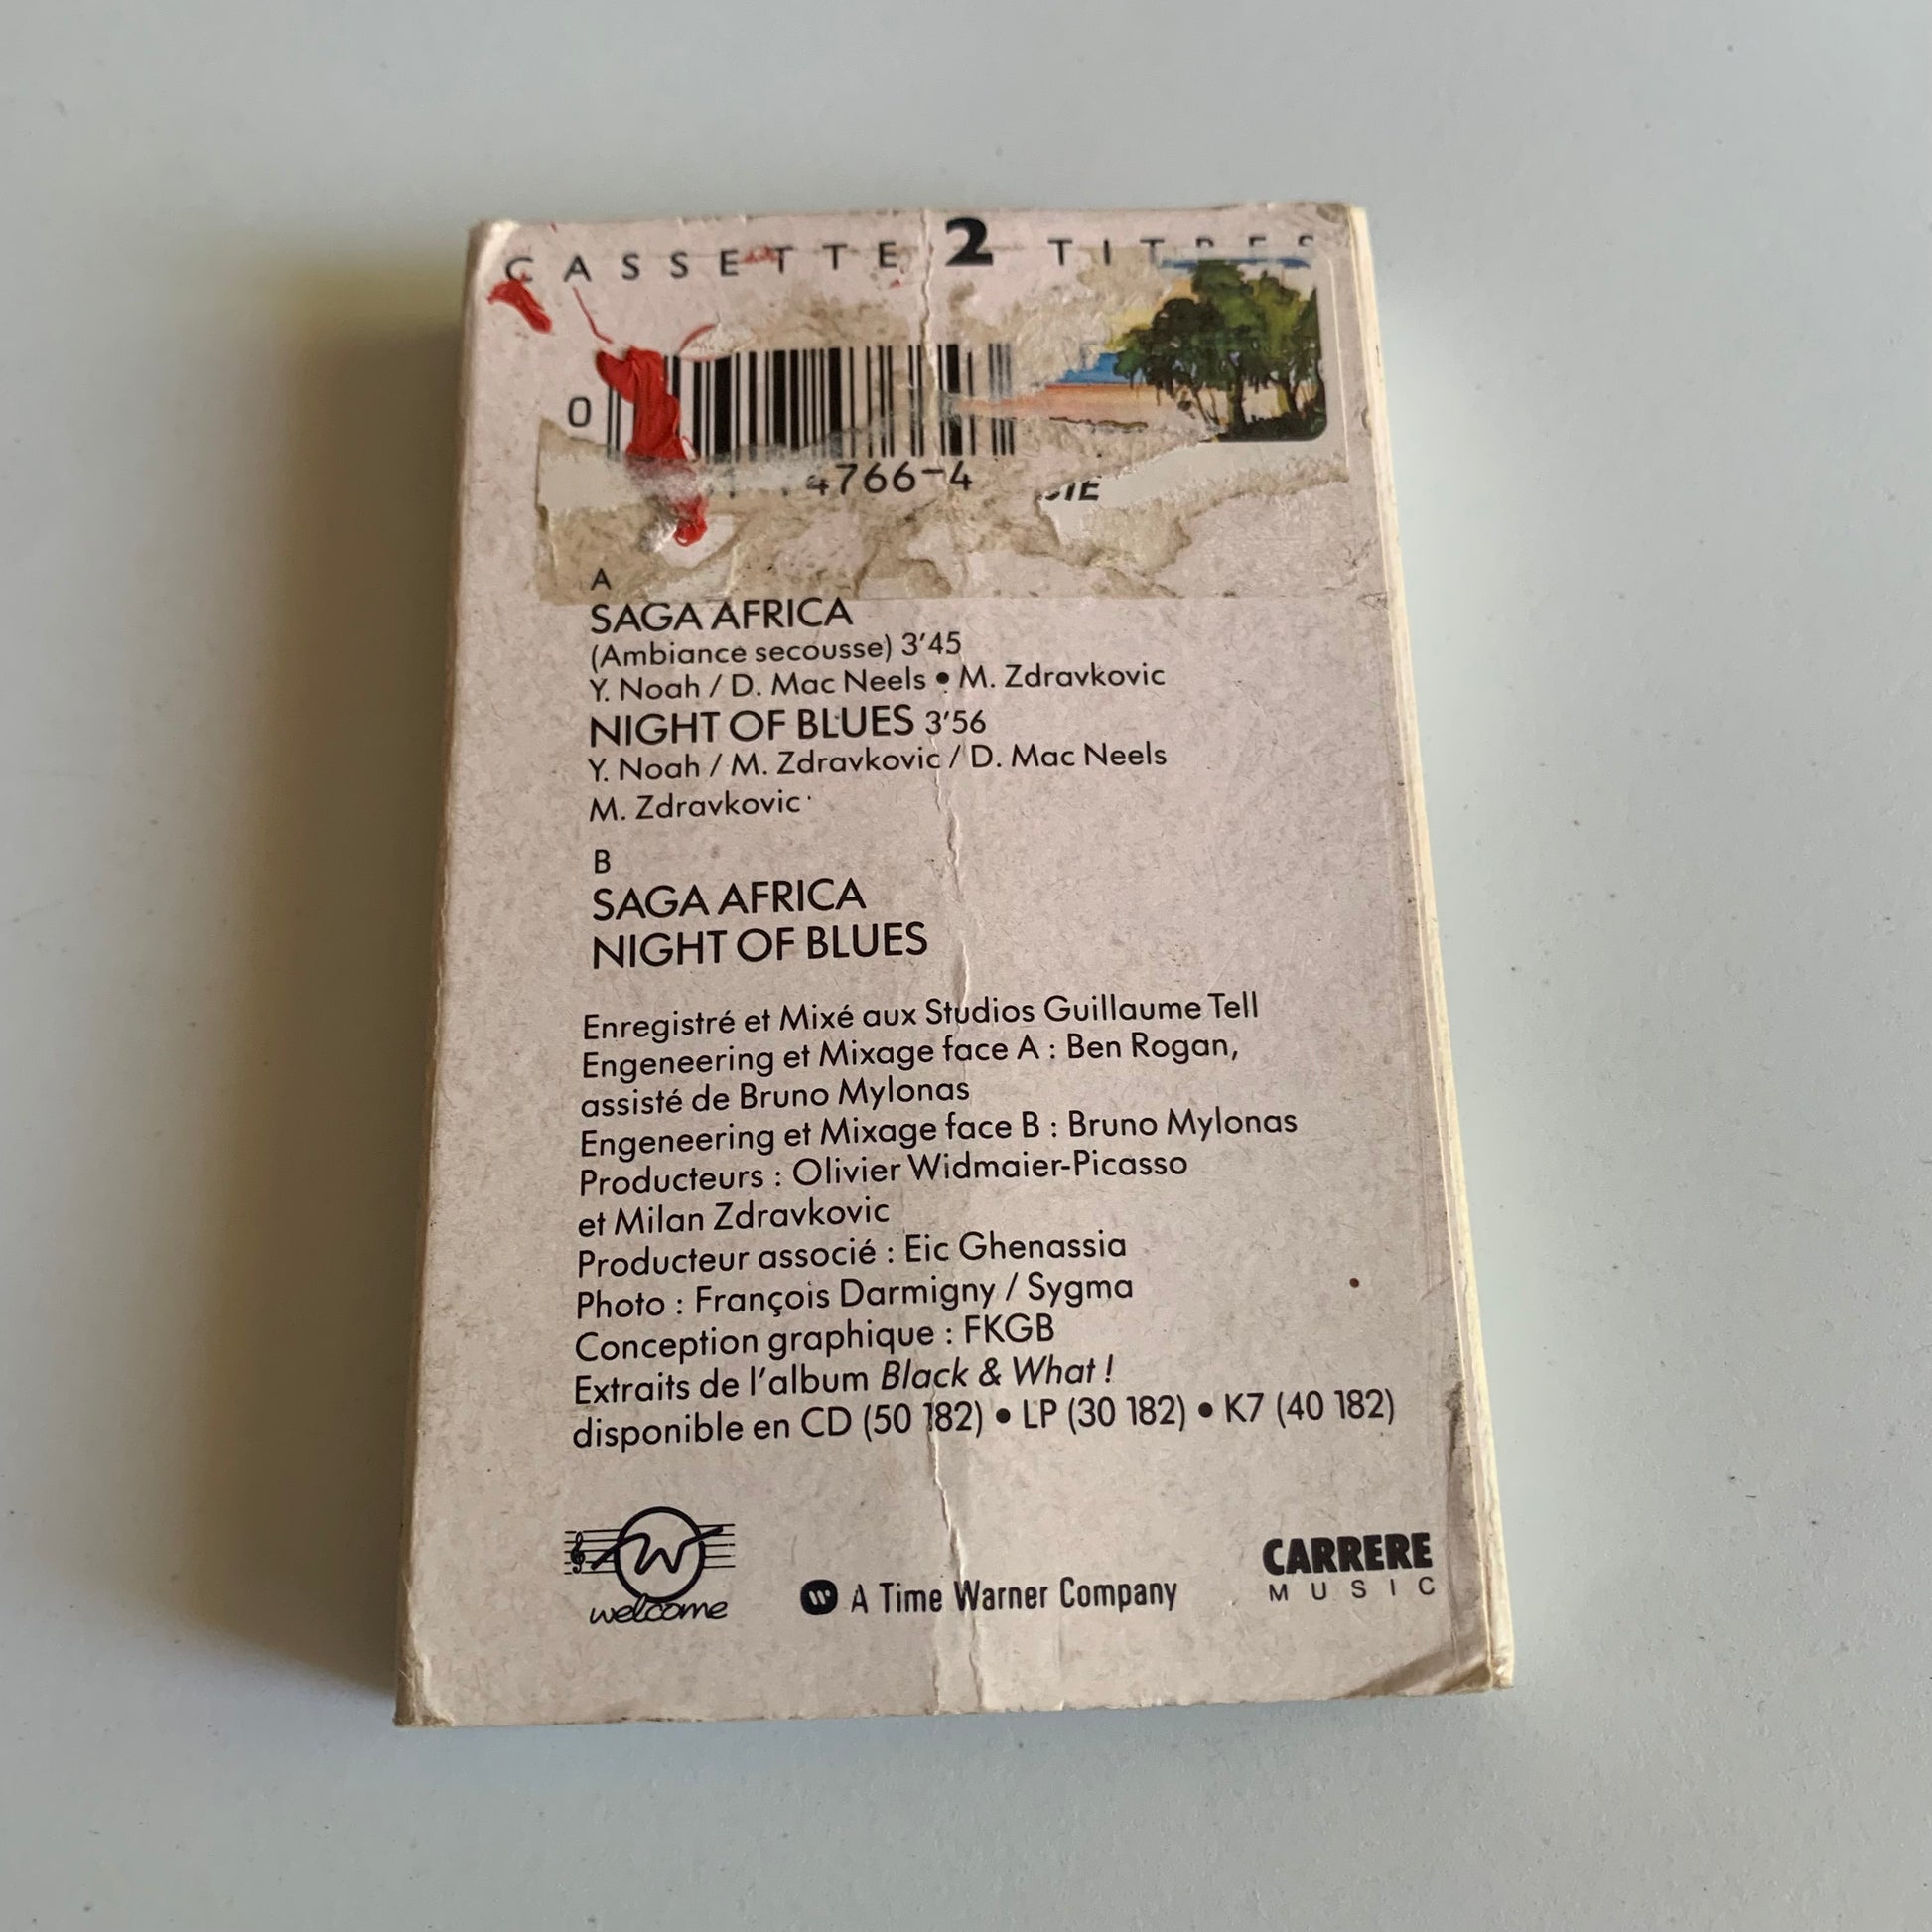 CASSETTE 2 TITRES
0
4766-4
A
SAGA AFRICA
(Ambiance secousse) 3'45
Y. Noah / D. Mac Neels • M. Zdravkovic
NIGHT OF BLUES 3'56
Y. Noah / M. Zdravkovic / D. Mac Neels
M. Zdravkovic
B
SAGA AFRICA
NIGHT OF BLUES
Enregistré et Mixé aux Studios Guillaume Tell
Engeneering et Mixage face A : Ben Rogan,
assisté de Bruno Mylonas
Engeneering et Mixage face B : Bruno Mylonas
Producteurs : Olivier Widmaier-Picasso
et Milan Zdravkovic
Producteur associé : Eic Ghenassia
Photo : François Darmigny / Sygma
Conception graphique : FKGB
Extraits de l'album Black & What !
disponible en CD (50 182) • LP (30 182) • K7 (40 182)
W
welcome
A Time Warner Company
CARRERE
MUSIC